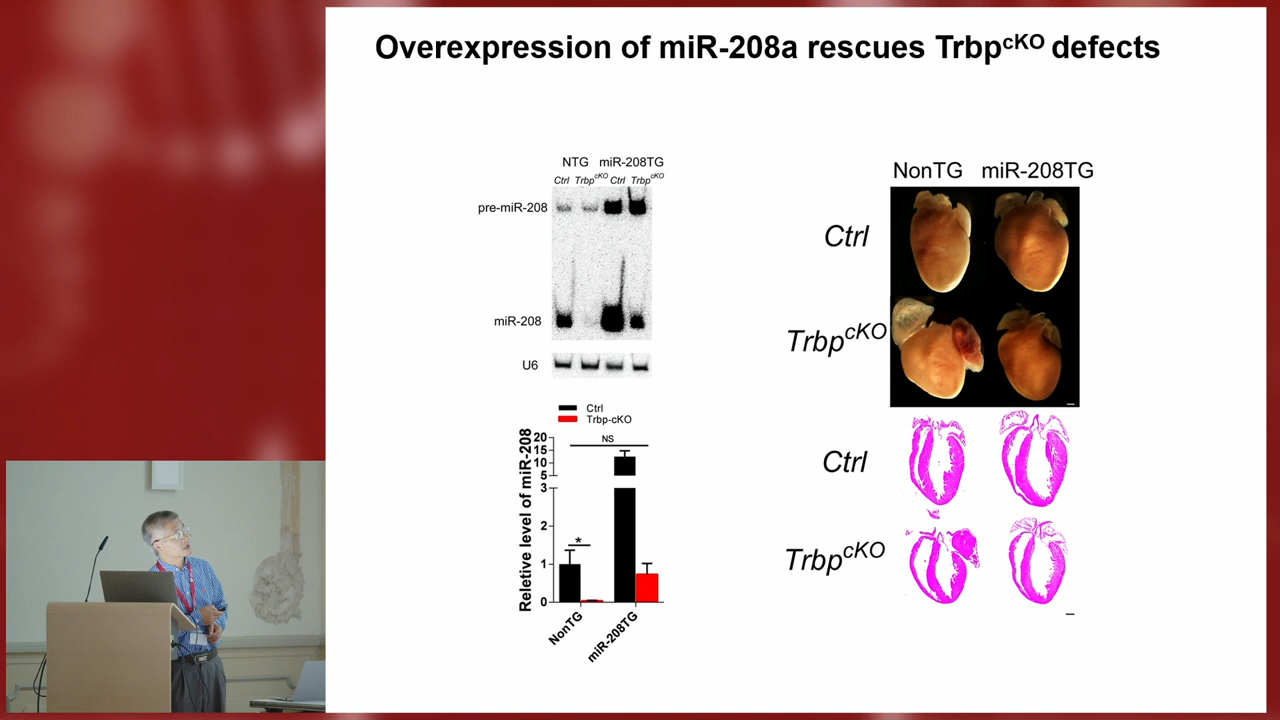 Overexpression of miR-208a rescues TrbpcKO defects
NTG miR-208TG
Ctrl TrbpcKO Ctrl TrbpcKO
pre-miR-208
miR-208
U6
Ctrl
Trbp-cKO
Reletive level of miR-208
20
15
10
5
3
2
1
0
NS
*
NonTG
miR-208TG
NonTG miR-208TG
Ctrl
TrbpcKO
Ctrl
TrbpcKO